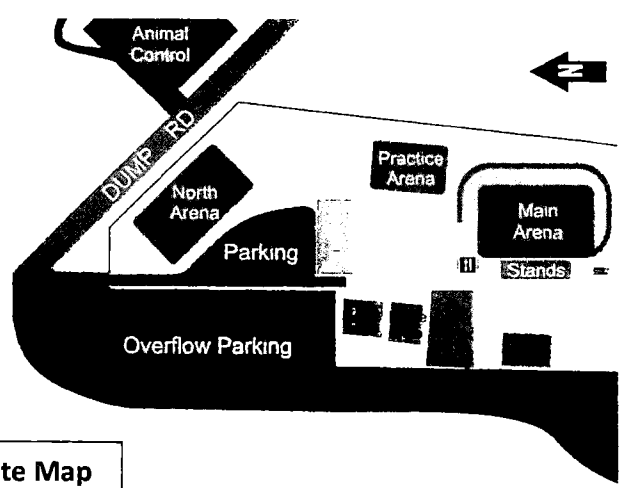 Animal
Control
N
DUMP RD
North
Arena
Practice
Arena
Main
Arena
Parking
Stands
Overflow Parking
te Map